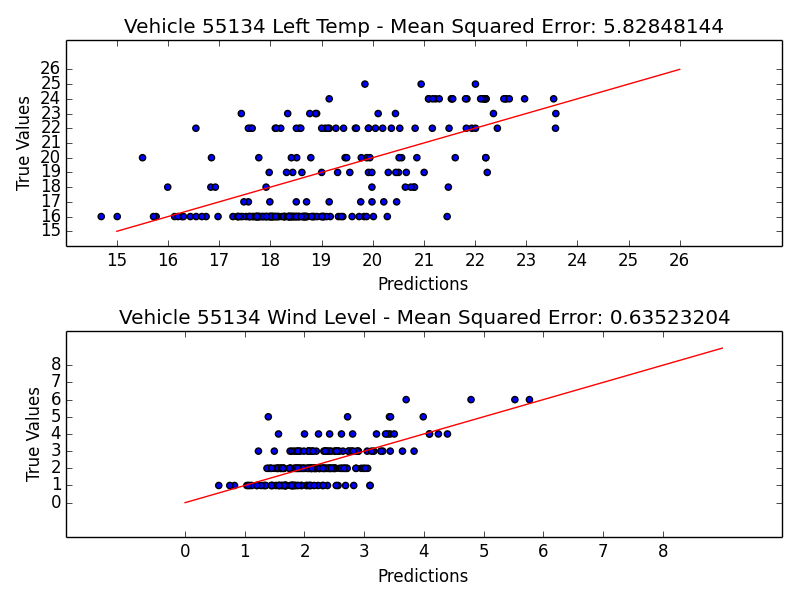 Vehicle 55134 Left Temp - Mean Squared Error: 5.82848144
26
25
24
23
22
21
20
19
18
17
16
15
True Values
15 16 17 18 19 20 21 22 23 24 25 26
Predictions
Vehicle 55134 Wind Level - Mean Squared Error: 0.63523204
8
7
6
5
4
3
2
1
0
True Values
0 1 2 3 4 5 6 7 8
Predictions